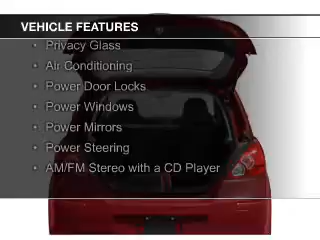 VEHICLE FEATURES
• Privacy Glass
• Air Conditioning
• Power Door Locks
• Power Windows
• Power Mirrors
• Power Steering
• AM/FM Stereo with a CD Player